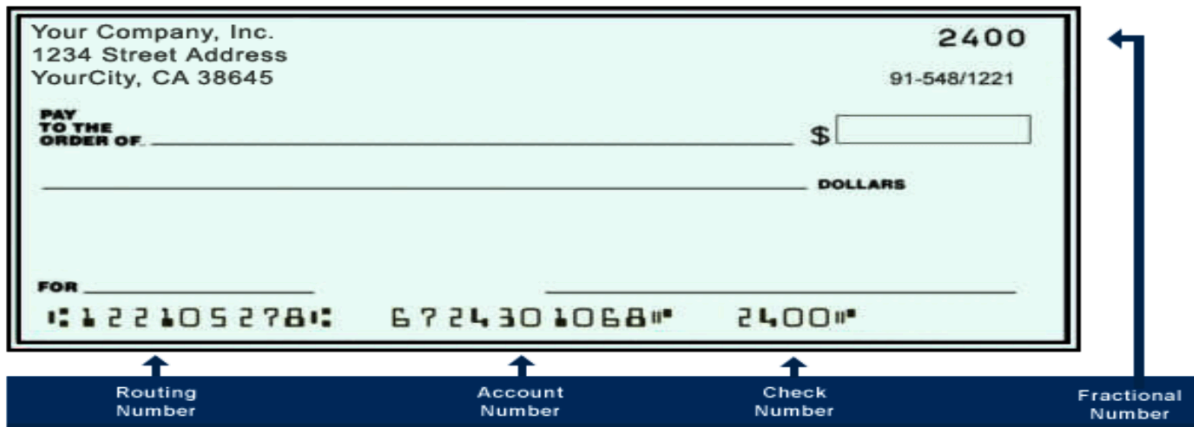 Your Company, Inc.
2400
1234 Street Address
YourCity, CA 38645
91-548/1221
PAY
TO THE
ORDER OF
$
DOLLARS
FOR
⑆122105278⑆ 6724301068⑈ 2400⑈
Routing
Number
Account
Number
Check
Number
Fractional
Number